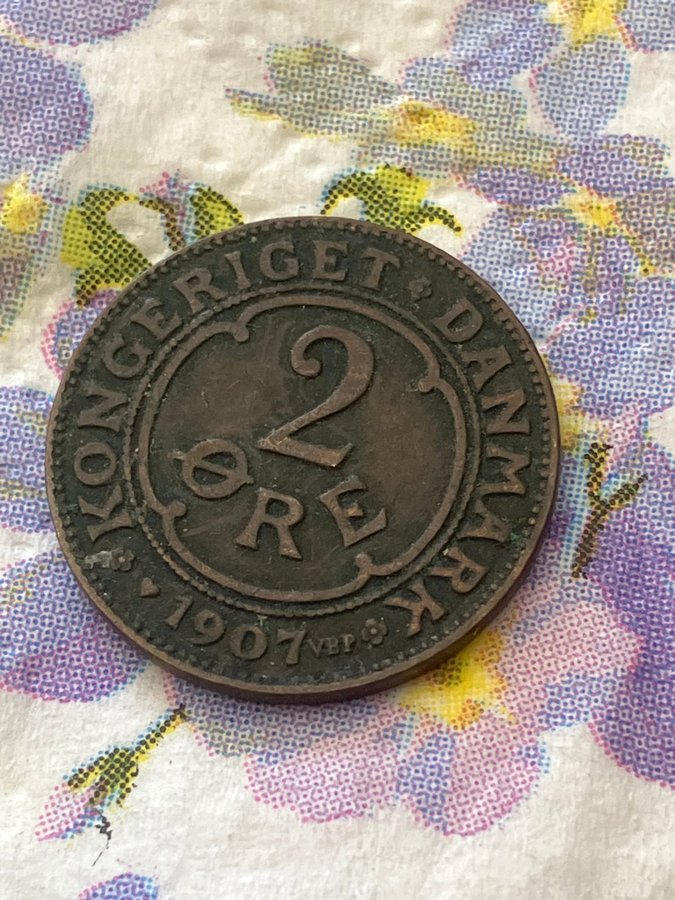 KONGERIGET DANMARK
2
ØRE
1907 VBP